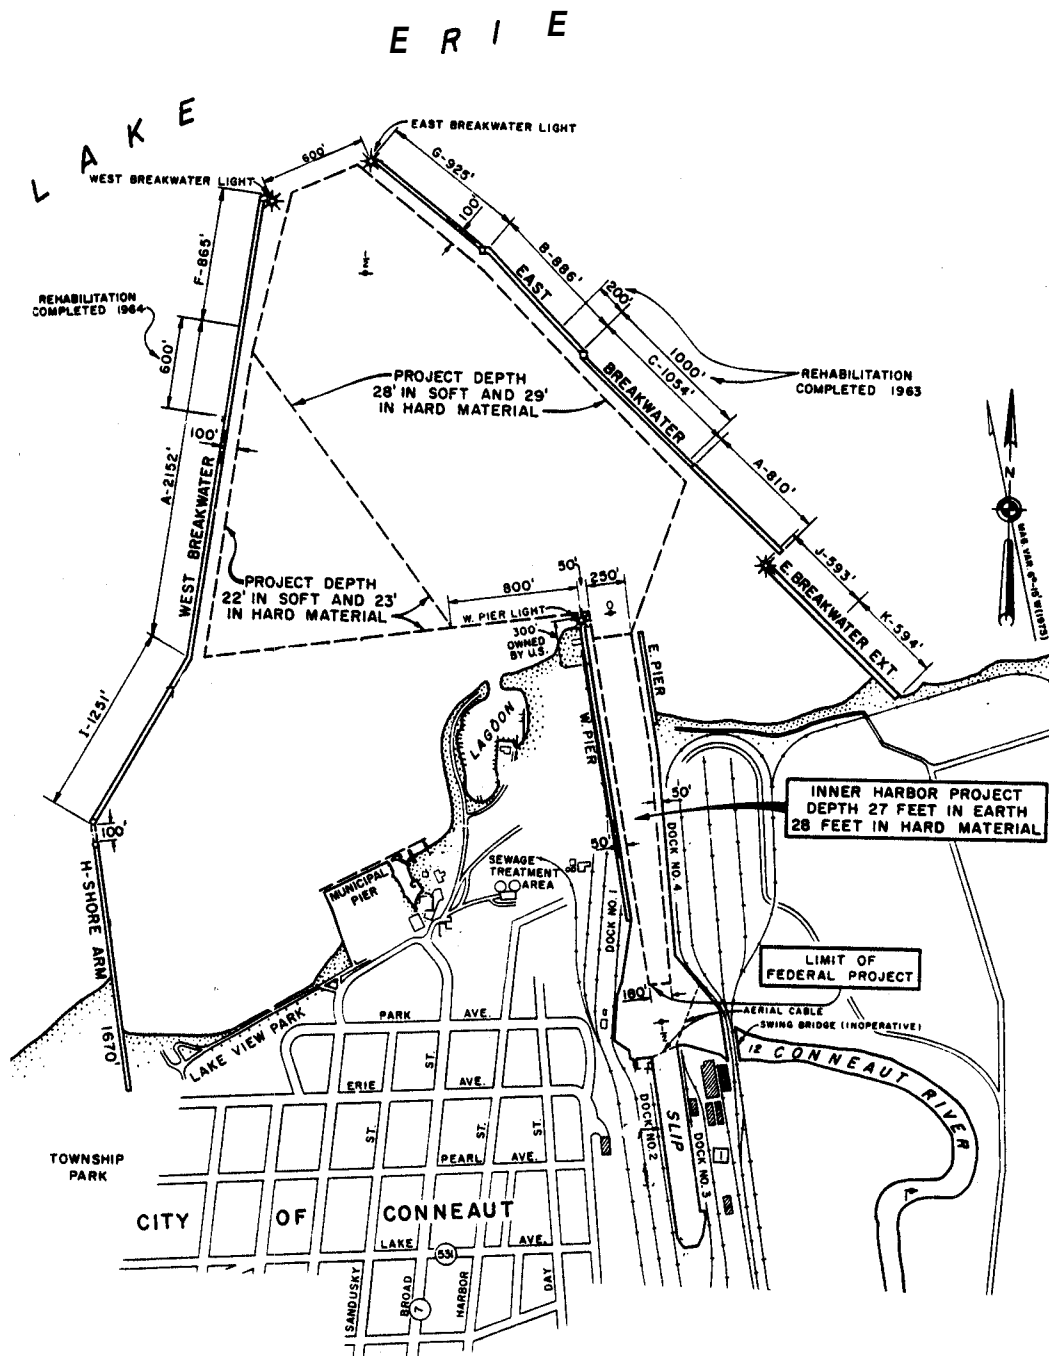 LAKE ERIE
EAST BREAKWATER LIGHT
600'
WEST BREAKWATER LIGHT
G-925'
100'
F-865'
B-886'
EAST
200'
REHABILITATION
COMPLETED 1964
600'
1000'
C-1054'
REHABILITATION
COMPLETED 1963
PROJECT DEPTH
28' IN SOFT AND 29'
IN HARD MATERIAL
BREAKWATER
100'
A-2152'
WEST BREAKWATER
A-810'
N
MAG. VAR. 6°-15' W (1975)
J-593'
E. BREAKWATER EXT.
K-594'
50'
250'
800'
PROJECT DEPTH
22' IN SOFT AND 23'
IN HARD MATERIAL
W. PIER LIGHT
300'
OWNED
BY U.S.
E. PIER
W. PIER
LAGOON
I-1251'
INNER HARBOR PROJECT
DEPTH 27 FEET IN EARTH
28 FEET IN HARD MATERIAL
50'
50'
100'
DOCK NO. 4
SEWAGE
TREATMENT
AREA
MUNICIPAL
PIER
DOCK NO. 1
H-SHORE ARM
1670'
LIMIT OF
FEDERAL PROJECT
180'
AERIAL CABLE
SWING BRIDGE (INOPERATIVE)
LAKE VIEW PARK
PARK AVE.
12
CONNEAUT RIVER
ERIE AVE.
ST.
ST.
ST.
ST.
DOCK NO. 2
SLIP
DOCK NO. 3
PEARL AVE.
TOWNSHIP
PARK
CITY OF CONNEAUT
LAKE AVE.
531
SANDUSKY
BROAD
7
HARBOR
DAY